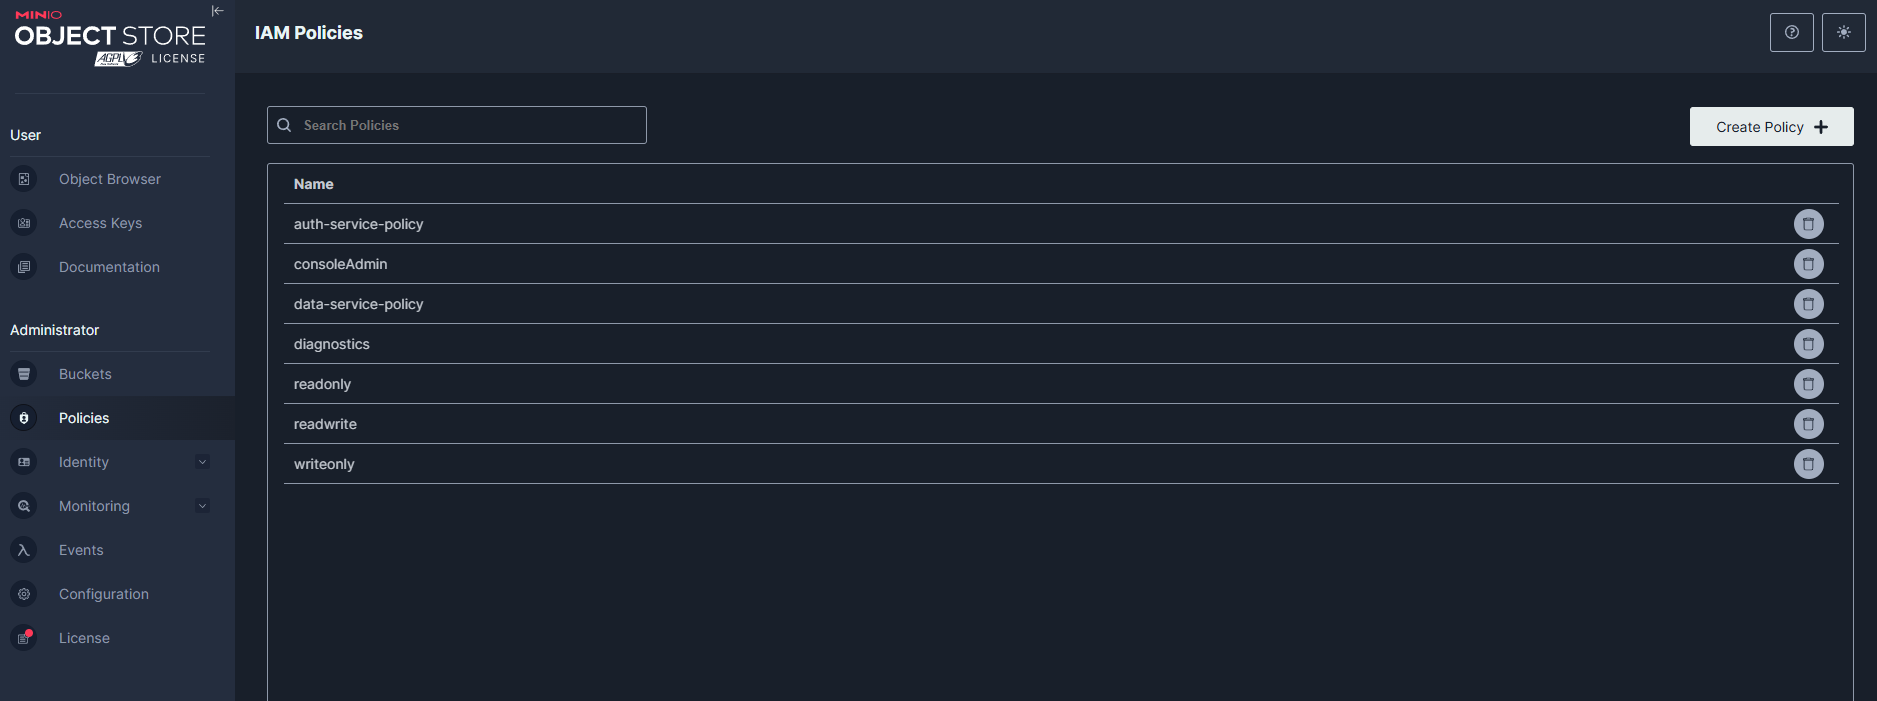 MINIO
OBJECT STORE
AGPLv3 LICENSE
IAM Policies
User
Object Browser
Access Keys
Documentation
Administrator
Buckets
Policies
Identity
Monitoring
Events
Configuration
License
Search Policies
Create Policy
Name
auth-service-policy
consoleAdmin
data-service-policy
diagnostics
readonly
readwrite
writeonly